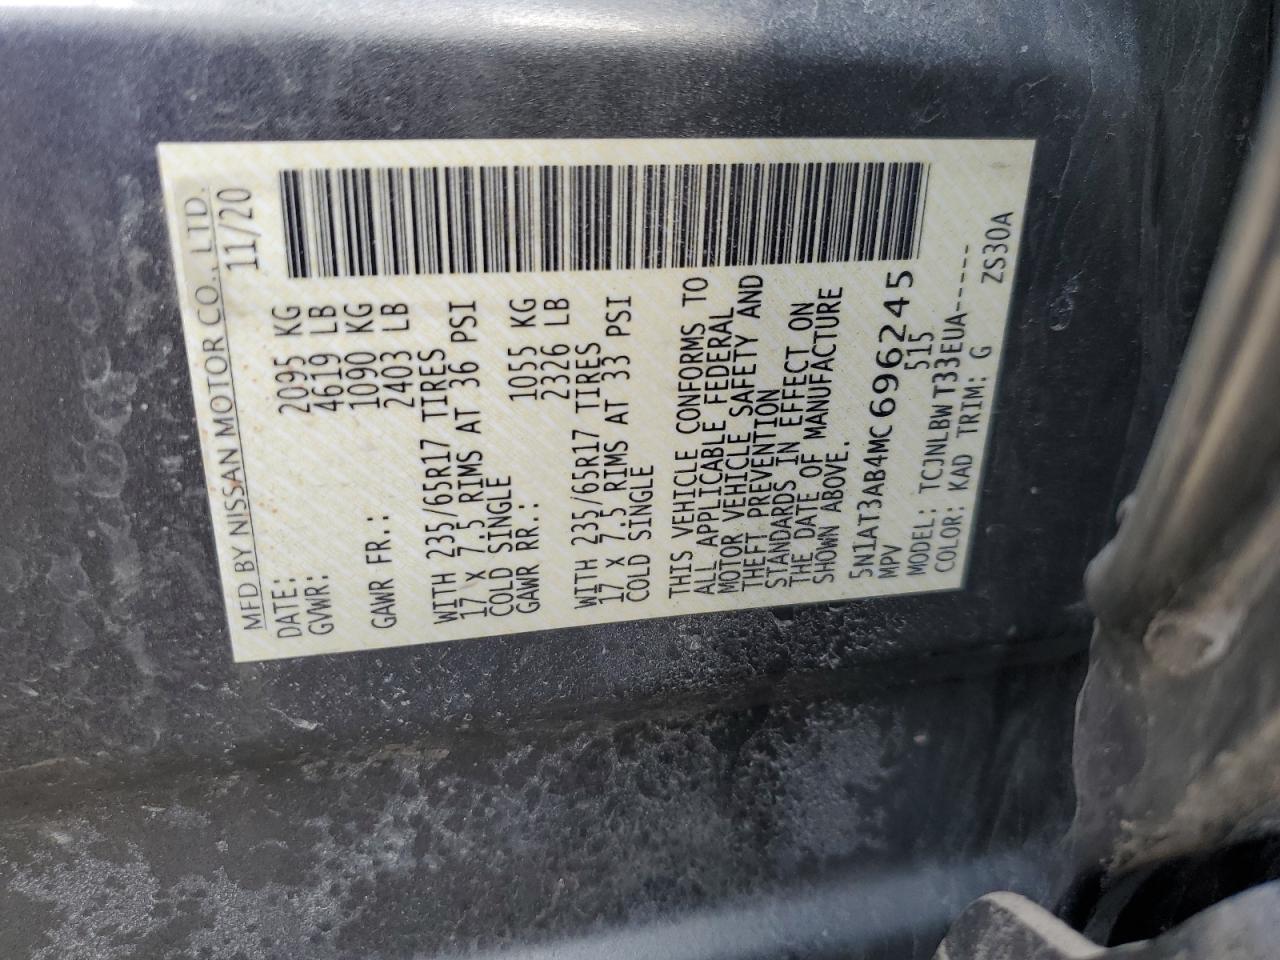 MFD BY NISSAN MOTOR CO., LTD.
DATE: 11/20
GVWR: 2095 KG
4619 LB
GAWR FR.: 1090 KG
2403 LB
WITH 235/65R17 TIRES
17 X 7.5 RIMS AT 36 PSI
COLD SINGLE
GAWR RR.: 1055 KG
2326 LB
WITH 235/65R17 TIRES
17 X 7.5 RIMS AT 33 PSI
COLD SINGLE
THIS VEHICLE CONFORMS TO
ALL APPLICABLE FEDERAL
MOTOR VEHICLE SAFETY AND
THEFT PREVENTION
STANDARDS IN EFFECT ON
THE DATE OF MANUFACTURE
SHOWN ABOVE.
5N1AT3AB4MC696245
MPV 515
MODEL: TCJNLBWT33EUA-----
COLOR: KAD TRIM: G
ZS30A